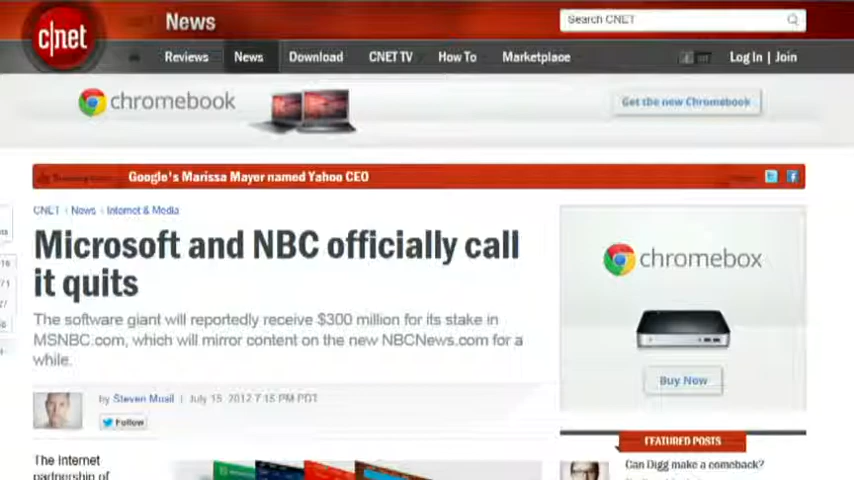 c|net
News
Search CNET
Reviews
News
Download
CNET TV
How To
Marketplace
Log In | Join
chromebook
Get the new Chromebook
Google's Marissa Mayer named Yahoo CEO
CNET › News › Internet & Media
Microsoft and NBC officially call
it quits
The software giant will reportedly receive $300 million for its stake in
MSNBC.com, which will mirror content on the new NBCNews.com for a
while.
by Steven Musil | July 15, 2012 7:15 PM PDT
Follow
The Internet
partnership of
chromebox
Buy Now
FEATURED POSTS
Can Digg make a comeback?